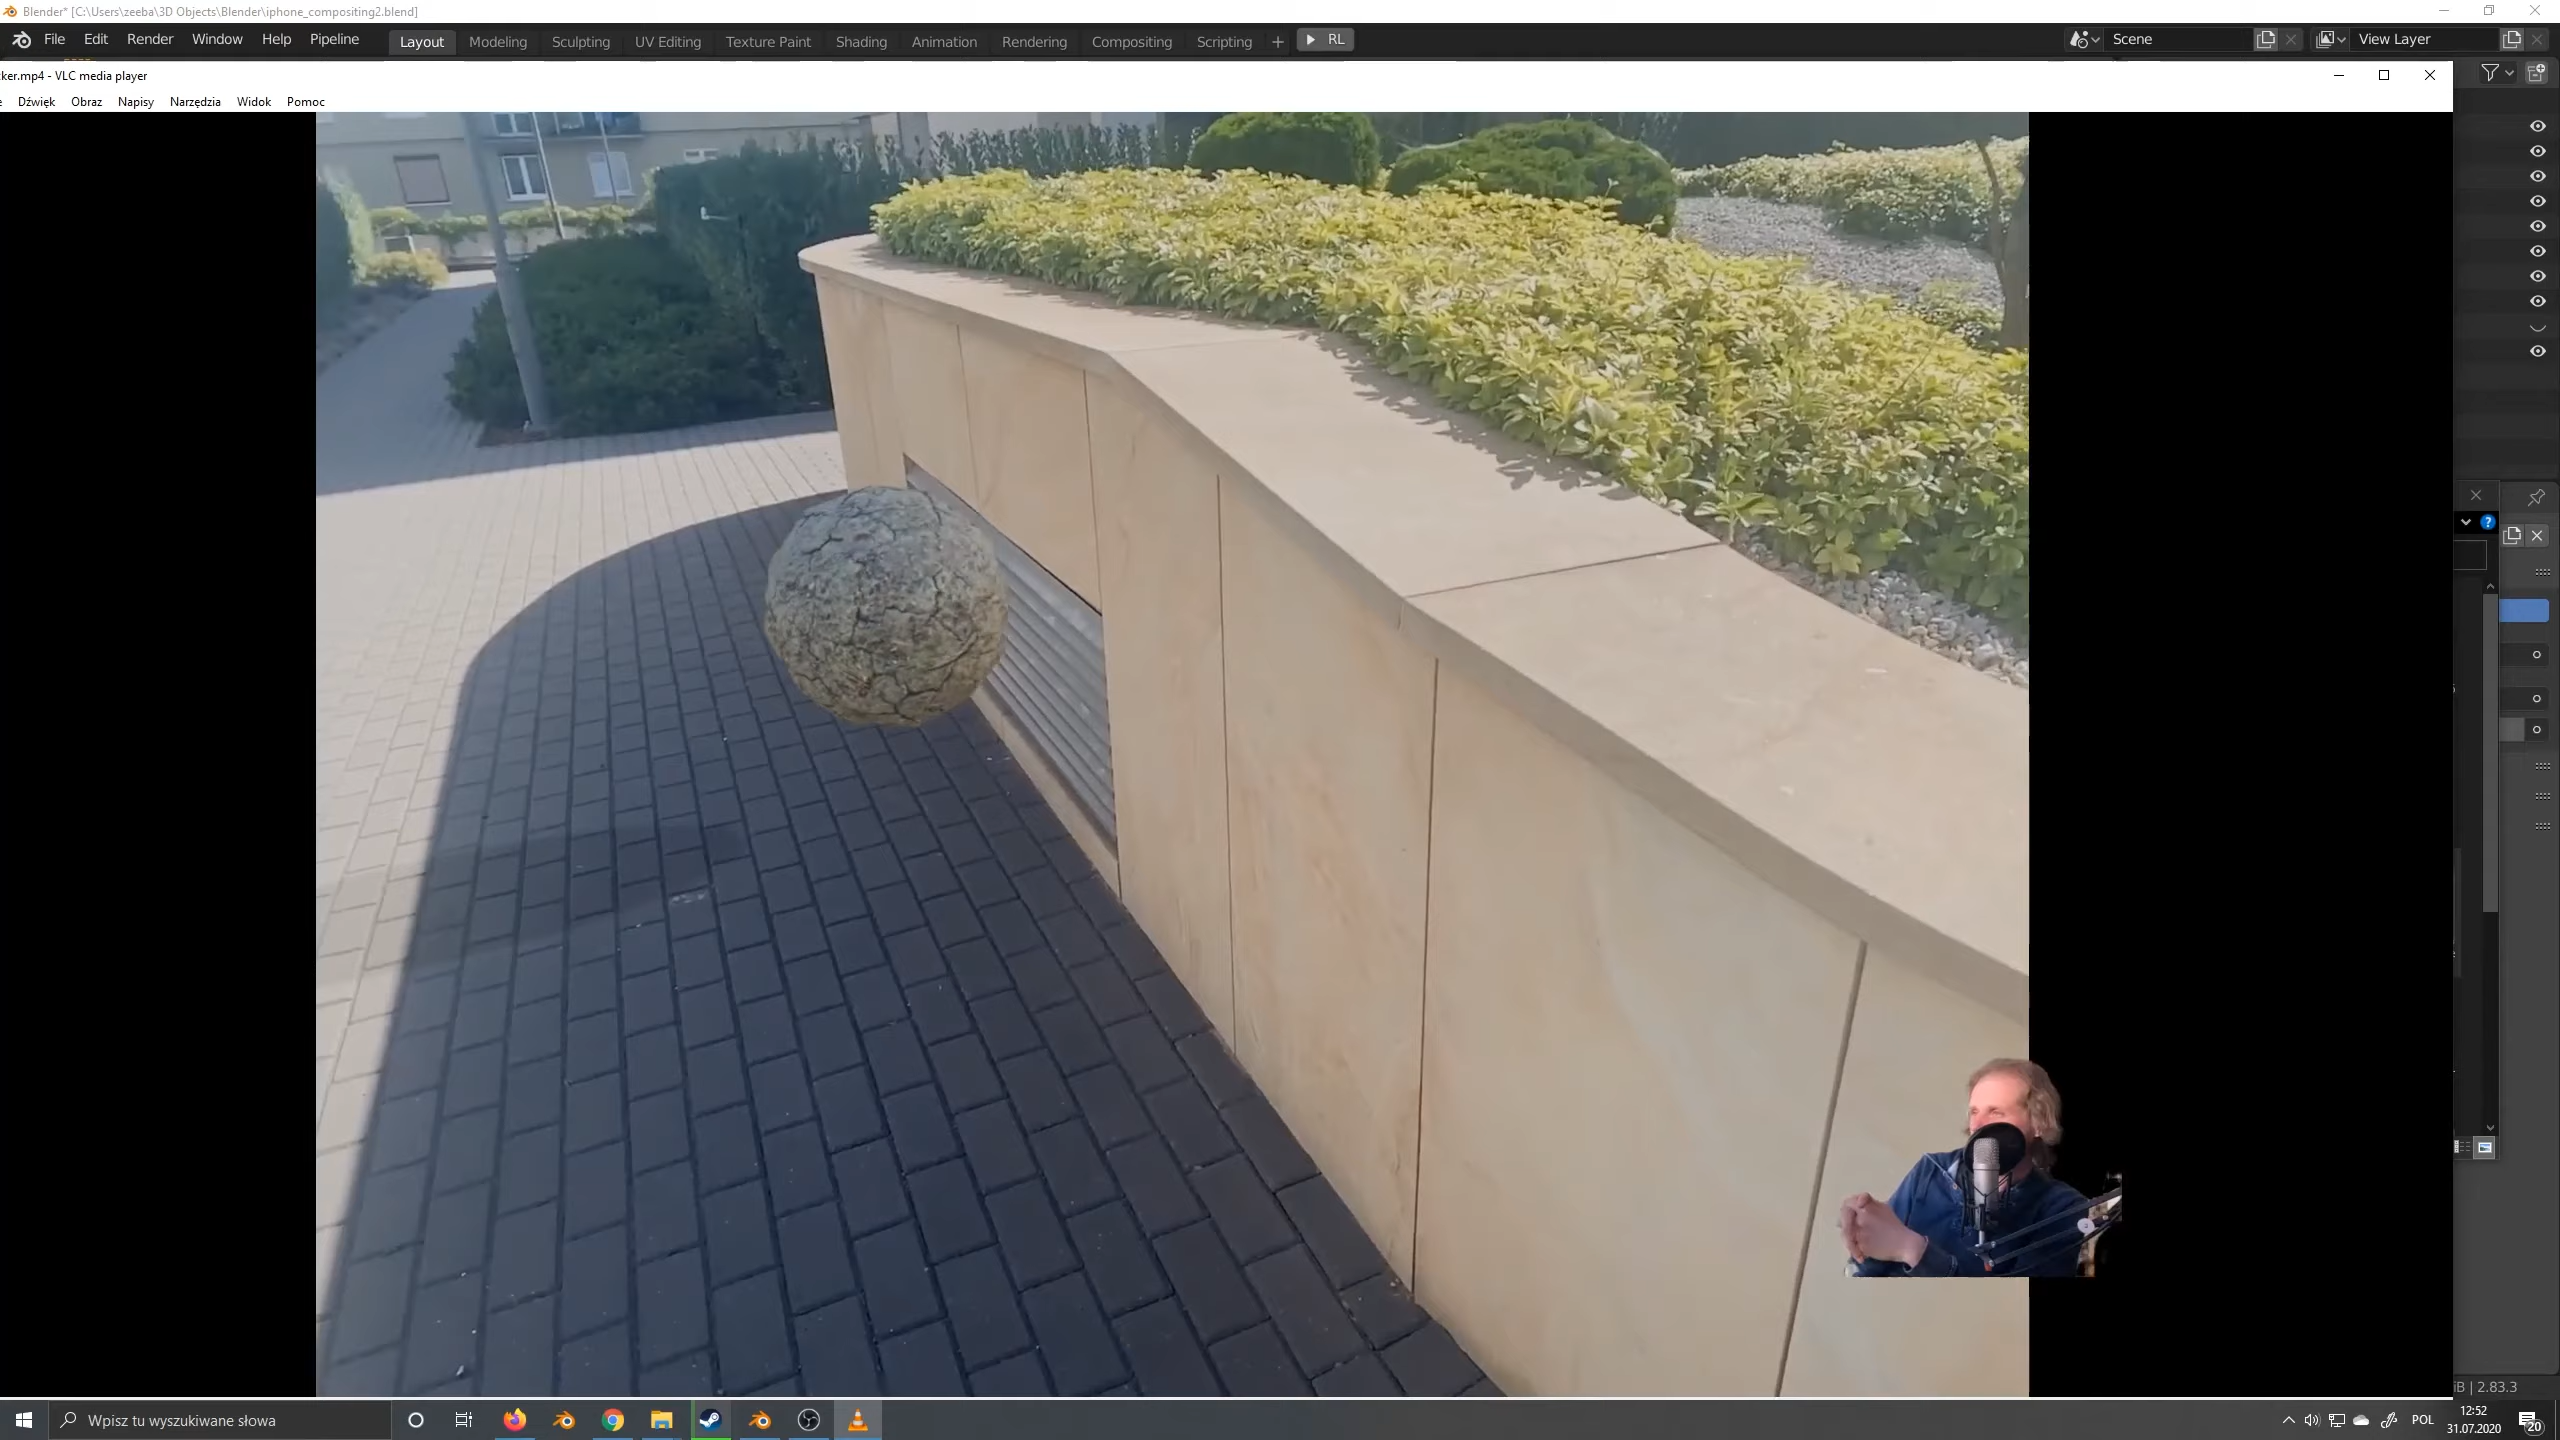 Blender* [C:\Users\zeeba\3D Objects\Blender\iphone_compositing2.blend]
File Edit Render Window Help Pipeline Layout Modeling Sculpting UV Editing Texture Paint Shading Animation Rendering Compositing Scripting + RL Scene View Layer
ker.mp4 - VLC media player
Dźwięk Obraz Napisy Narzędzia Widok Pomoc
2.83.3
Wpisz tu wyszukiwane słowa
POL
12:52
31.07.2020
20